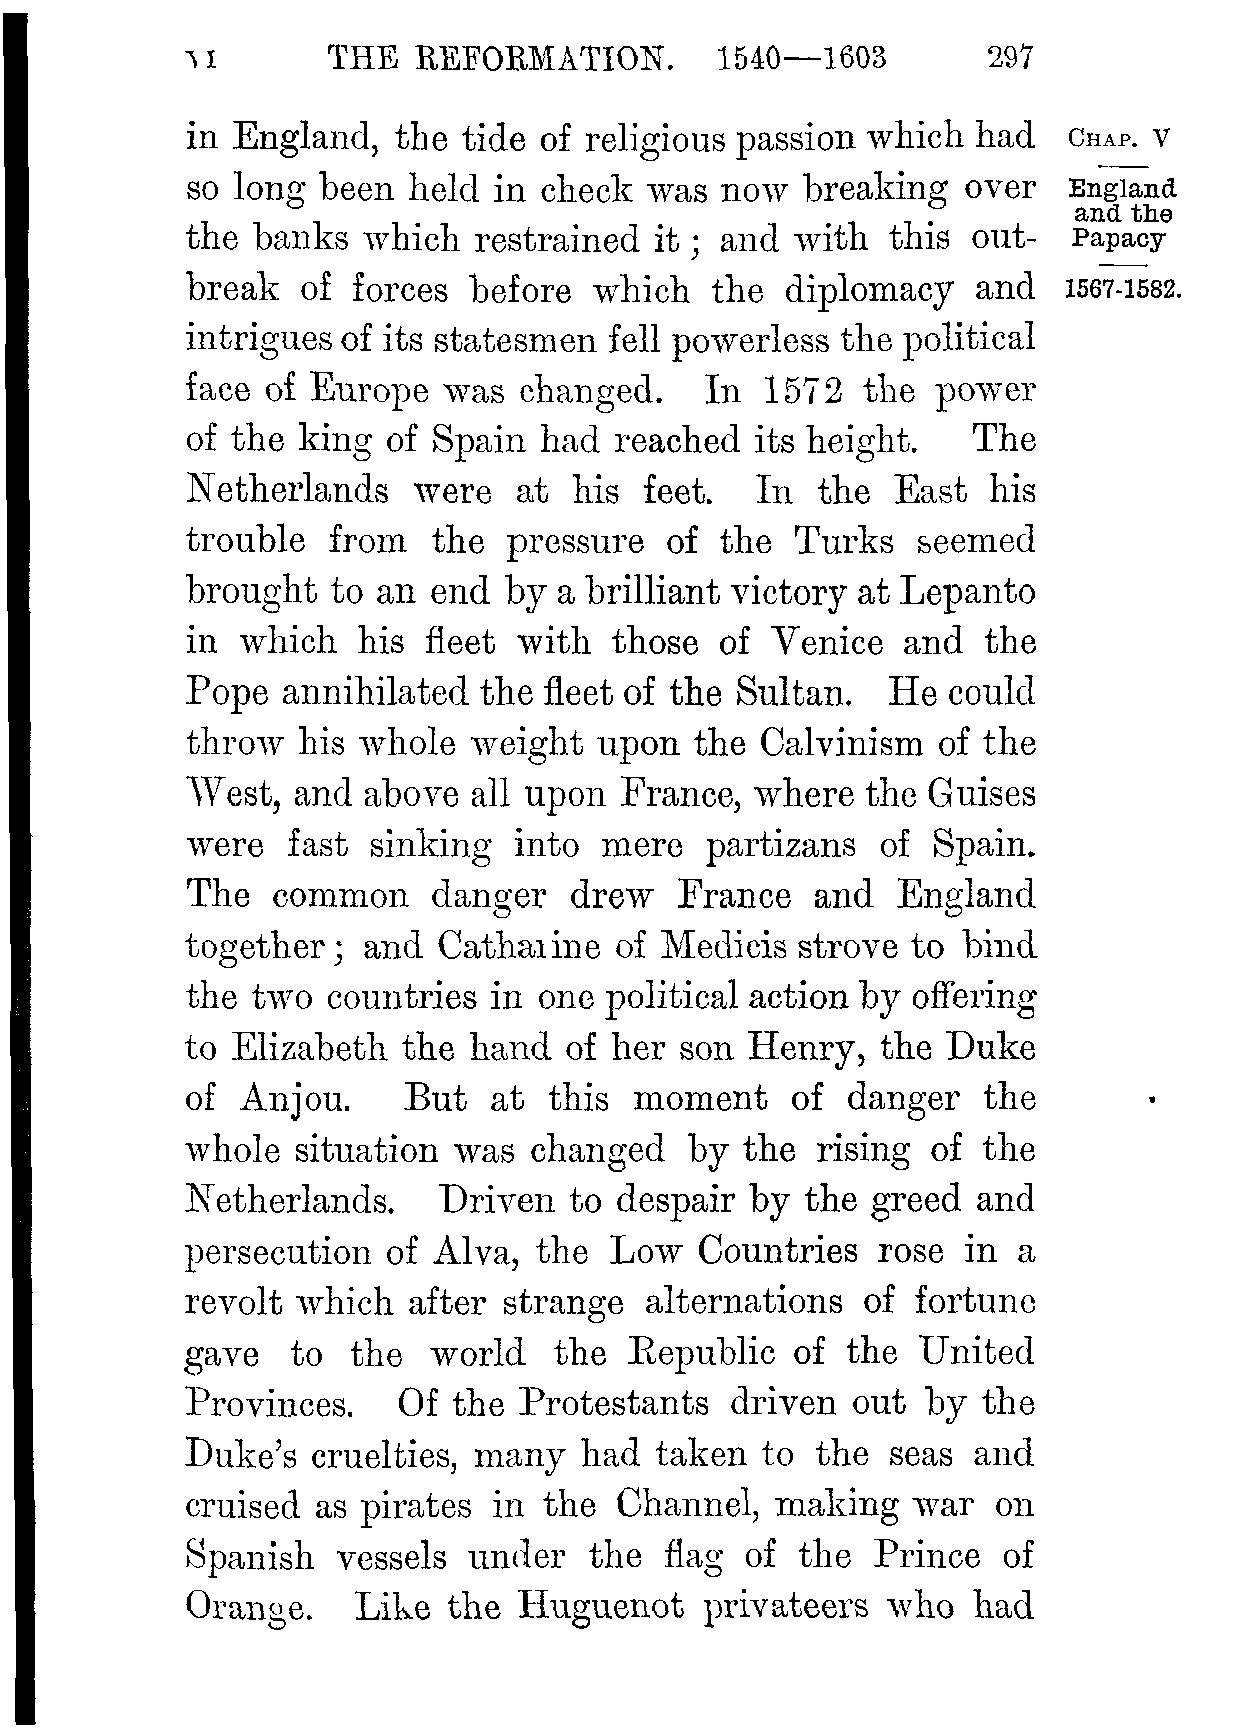 VI THE REFORMATION. 1540—1603 297
in England, the tide of religious passion which had
so long been held in check was now breaking over
the banks which restrained it ; and with this out-
break of forces before which the diplomacy and
intrigues of its statesmen fell powerless the political
face of Europe was changed. In 1572 the power
of the king of Spain had reached its height. The
Netherlands were at his feet. In the East his
trouble from the pressure of the Turks seemed
brought to an end by a brilliant victory at Lepanto
in which his fleet with those of Venice and the
Pope annihilated the fleet of the Sultan. He could
throw his whole weight upon the Calvinism of the
West, and above all upon France, where the Guises
were fast sinking into mere partizans of Spain.
The common danger drew France and England
together ; and Catharine of Medicis strove to bind
the two countries in one political action by offering
to Elizabeth the hand of her son Henry, the Duke
of Anjou. But at this moment of danger the
whole situation was changed by the rising of the
Netherlands. Driven to despair by the greed and
persecution of Alva, the Low Countries rose in a
revolt which after strange alternations of fortune
gave to the world the Republic of the United
Provinces. Of the Protestants driven out by the
Duke's cruelties, many had taken to the seas and
cruised as pirates in the Channel, making war on
Spanish vessels under the flag of the Prince of
Orange. Like the Huguenot privateers who had
CHAP. V
England
and the
Papacy
1567-1582.